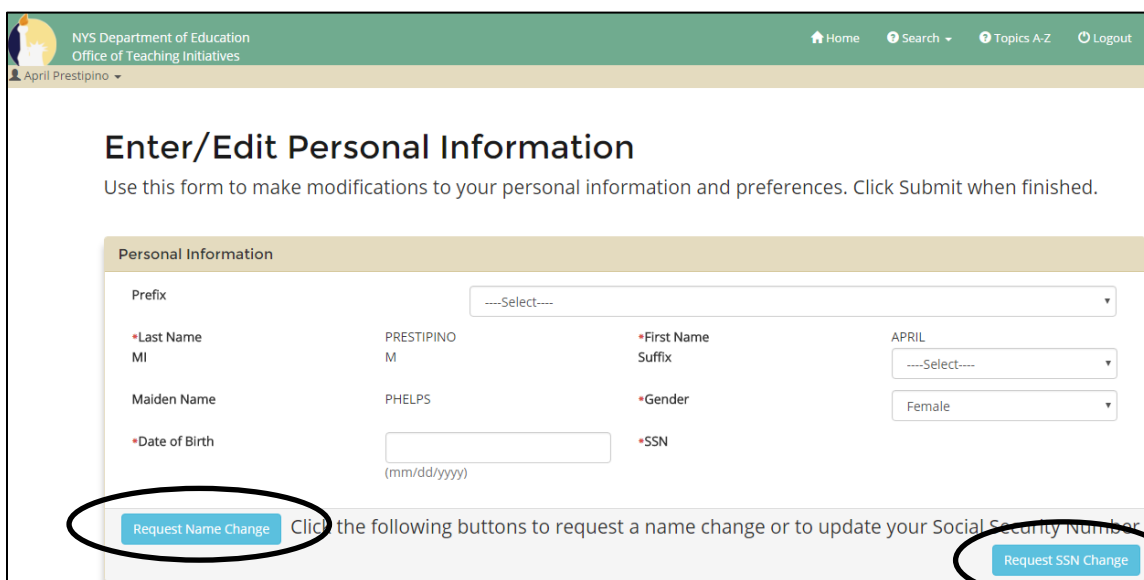 NYS Department of Education
Office of Teaching Initiatives
Home Search Topics A-Z Logout
April Prestipino
Enter/Edit Personal Information
Use this form to make modifications to your personal information and preferences. Click Submit when finished.
Personal Information
Prefix ----Select----
*Last Name PRESTIPINO *First Name APRIL
MI M Suffix ----Select----
Maiden Name PHELPS *Gender Female
*Date of Birth *SSN
(mm/dd/yyyy)
Request Name Change Click the following buttons to request a name change or to update your Social Security Number
Request SSN Change